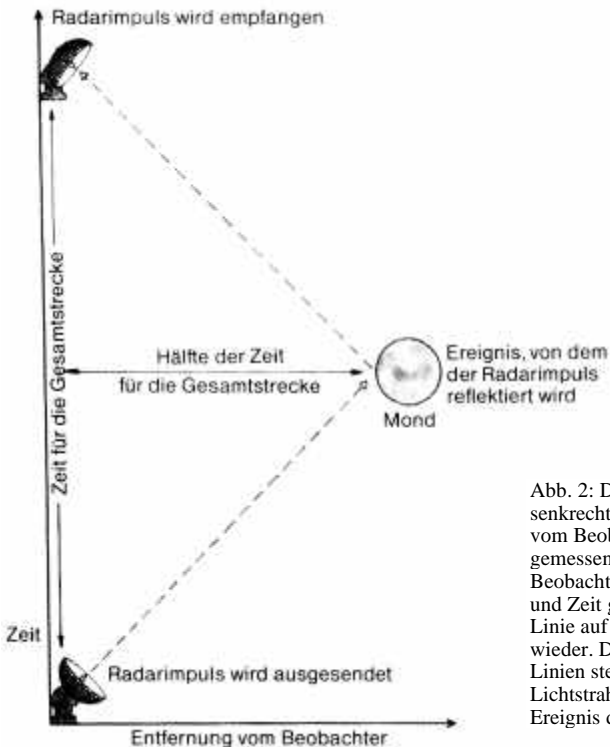 Radarimpuls wird empfangen
Zeit für die Gesamtstrecke
Hälfte der Zeit
für die Gesamtstrecke
Ereignis, von dem
der Radarimpuls
reflektiert wird
Mond
Zeit
Radarimpuls wird ausgesendet
Entfernung vom Beobachter
Abb. 2: D
senkrecht
vom Beob
gemessen
Beobacht
und Zeit g
Linie auf
wieder. D
Linien ste
Lichtstrah
Ereignis d